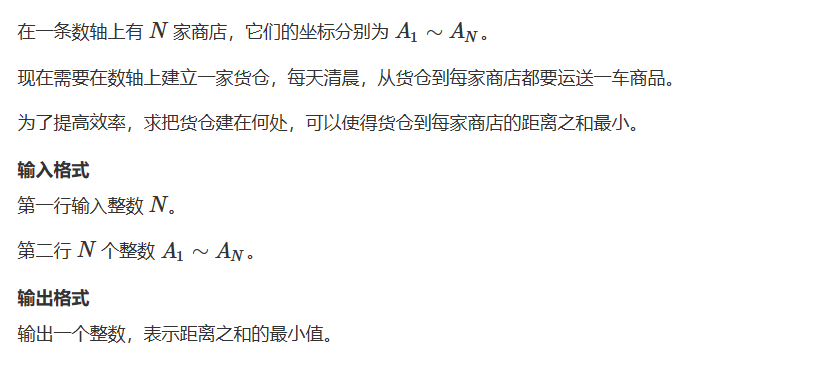 在一条数轴上有 N 家商店，它们的坐标分别为 A₁ ∼ A_N。
现在需要在数轴上建立一家货仓，每天清晨，从货仓到每家商店都要运送一车商品。
为了提高效率，求把货仓建在何处，可以使得货仓到每家商店的距离之和最小。
输入格式
第一行输入整数 N。
第二行 N 个整数 A₁ ∼ A_N。
输出格式
输出一个整数，表示距离之和的最小值。